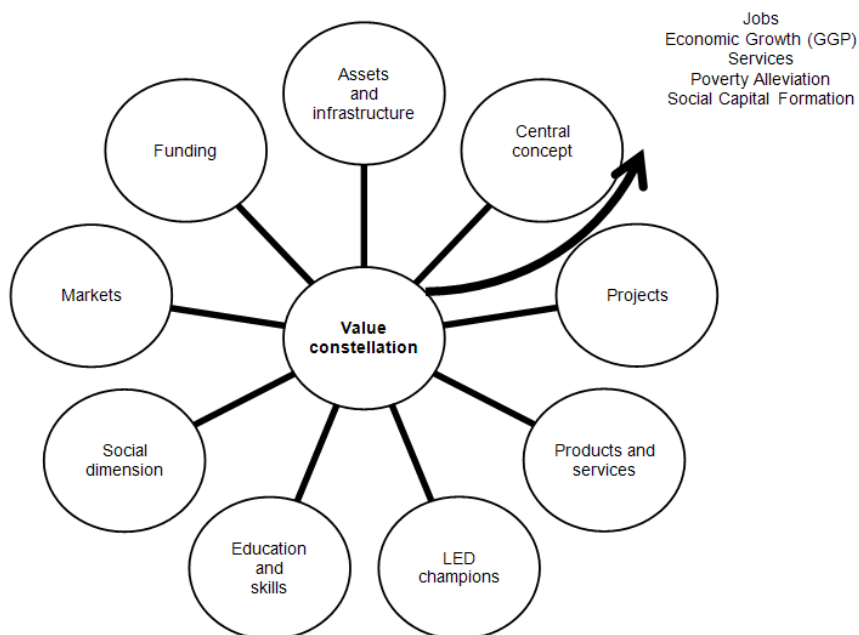 Jobs
Economic Growth (GGP)
Services
Poverty Alleviation
Social Capital Formation
Assets
and
infrastructure
Central
concept
Funding
Markets
Projects
Value
constellation
Social
dimension
Products and
services
Education
and
skills
LED
champions